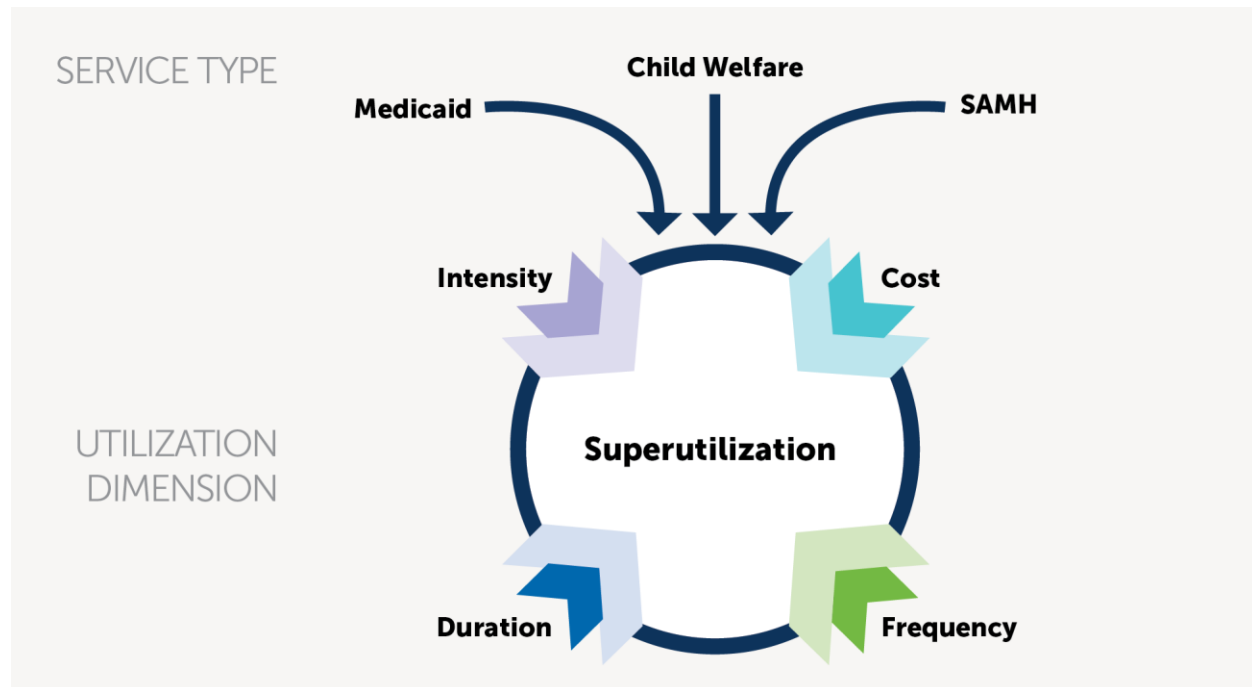 SERVICE TYPE
Child Welfare
Medicaid
SAMH
Intensity
Cost
UTILIZATION
DIMENSION
Superutilization
Duration
Frequency